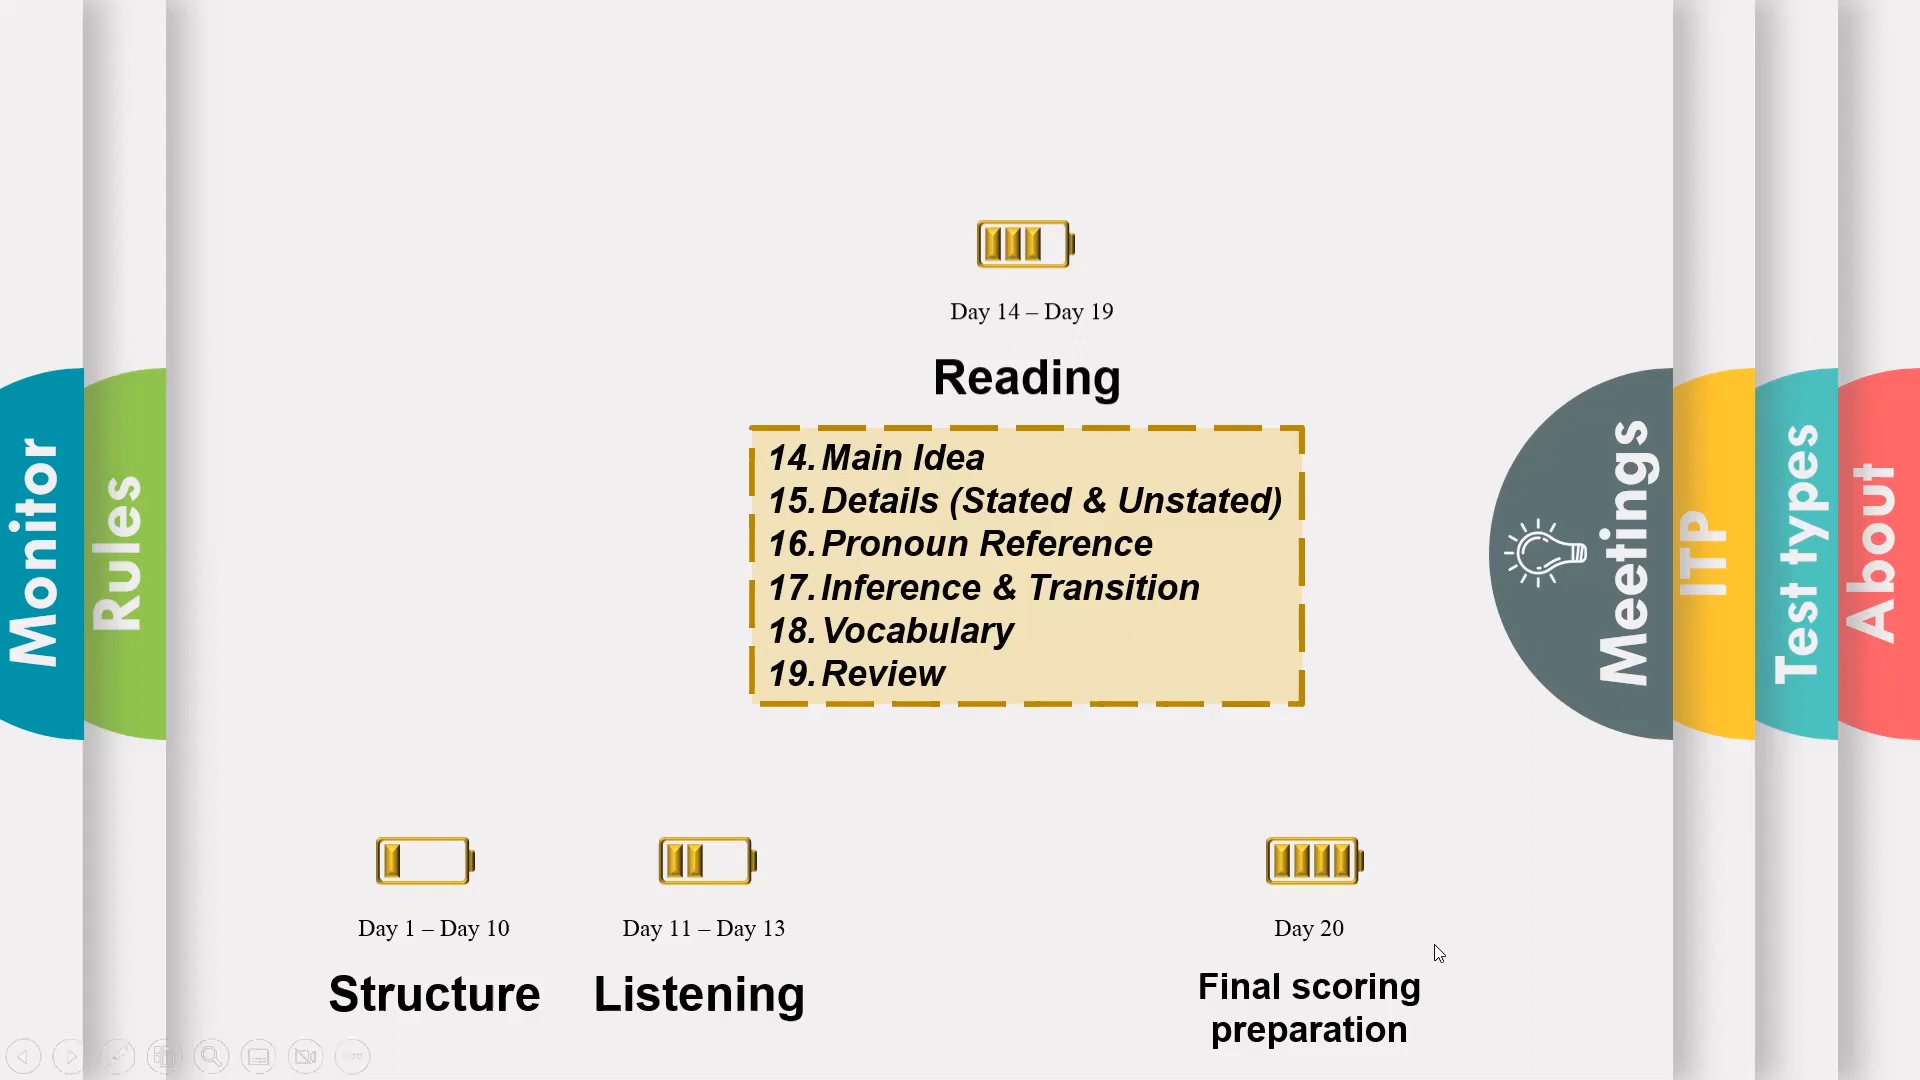 Monitor
Rules
Day 14 – Day 19
Reading
14. Main Idea
15. Details (Stated & Unstated)
16. Pronoun Reference
17. Inference & Transition
18. Vocabulary
19. Review
Day 1 – Day 10
Structure
Day 11 – Day 13
Listening
Day 20
Final scoring
preparation
Meetings
ITP
Test types
About